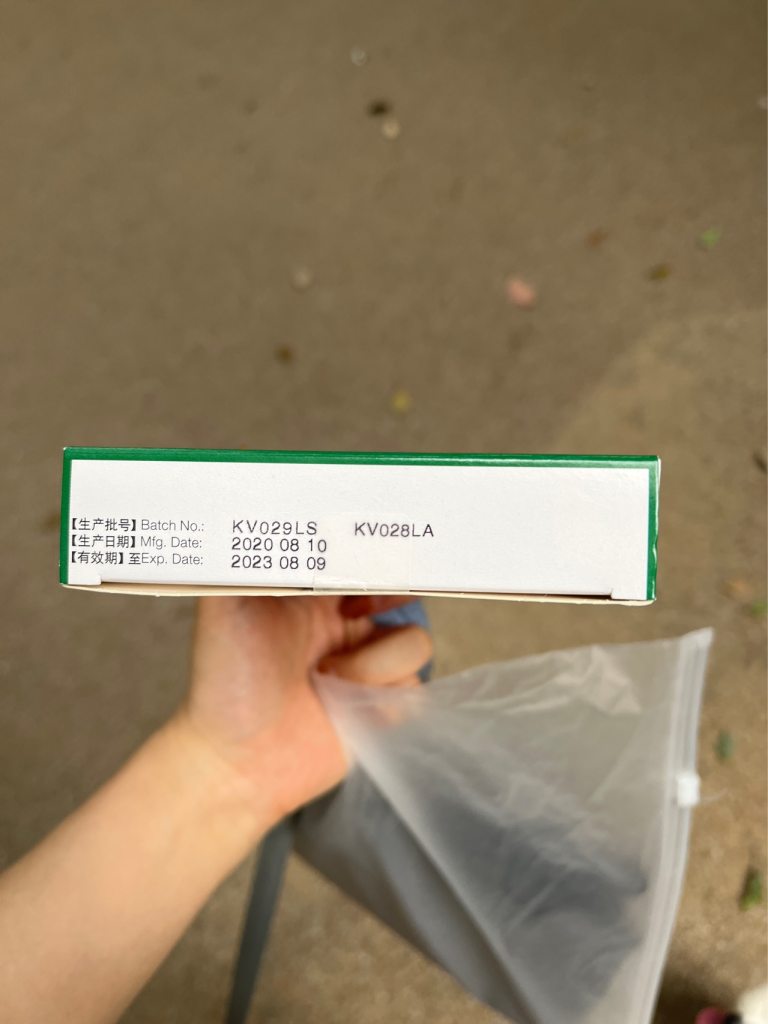 【生产批号】Batch No.: KV029LS KV028LA
【生产日期】Mfg. Date: 2020 08 10
【有效期】至Exp. Date: 2023 08 09